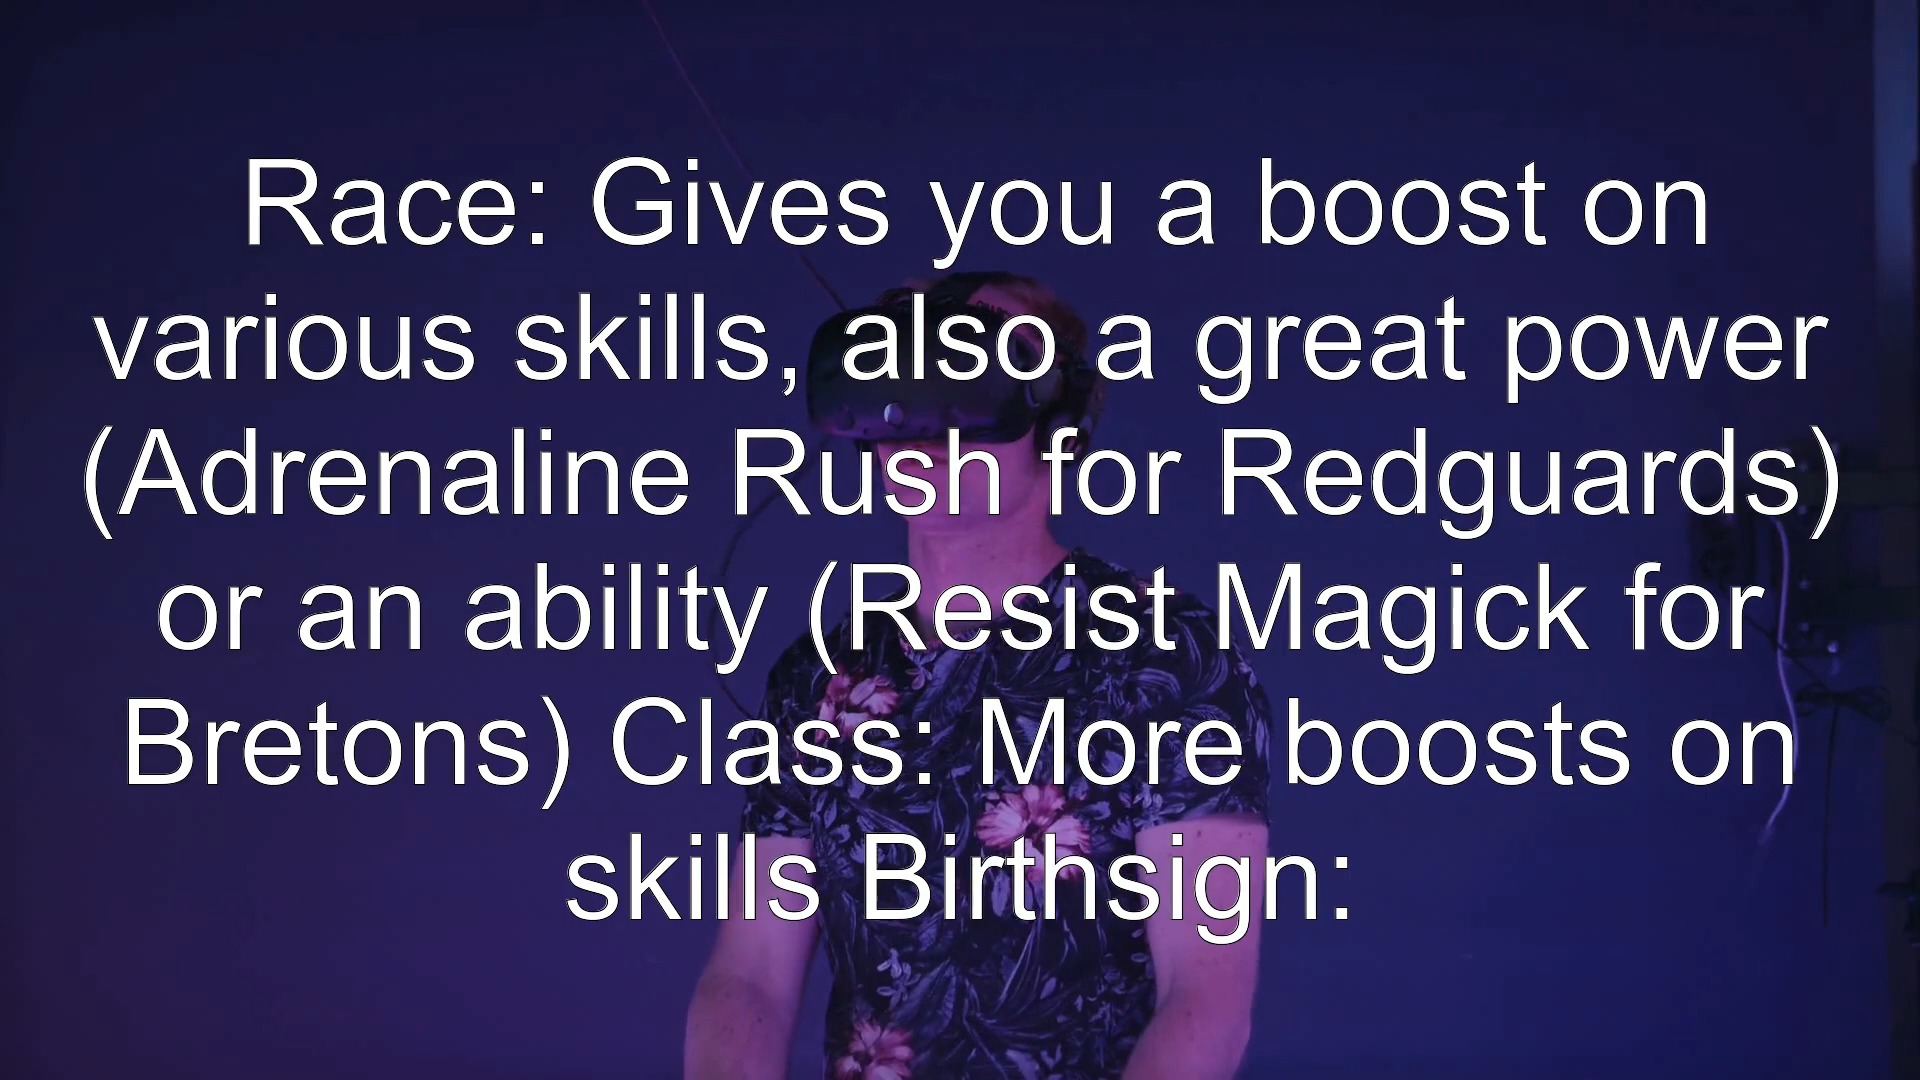 Race: Gives you a boost on
various skills, also a great power
(Adrenaline Rush for Redguards)
or an ability (Resist Magick for
Bretons) Class: More boosts on
skills Birthsign: